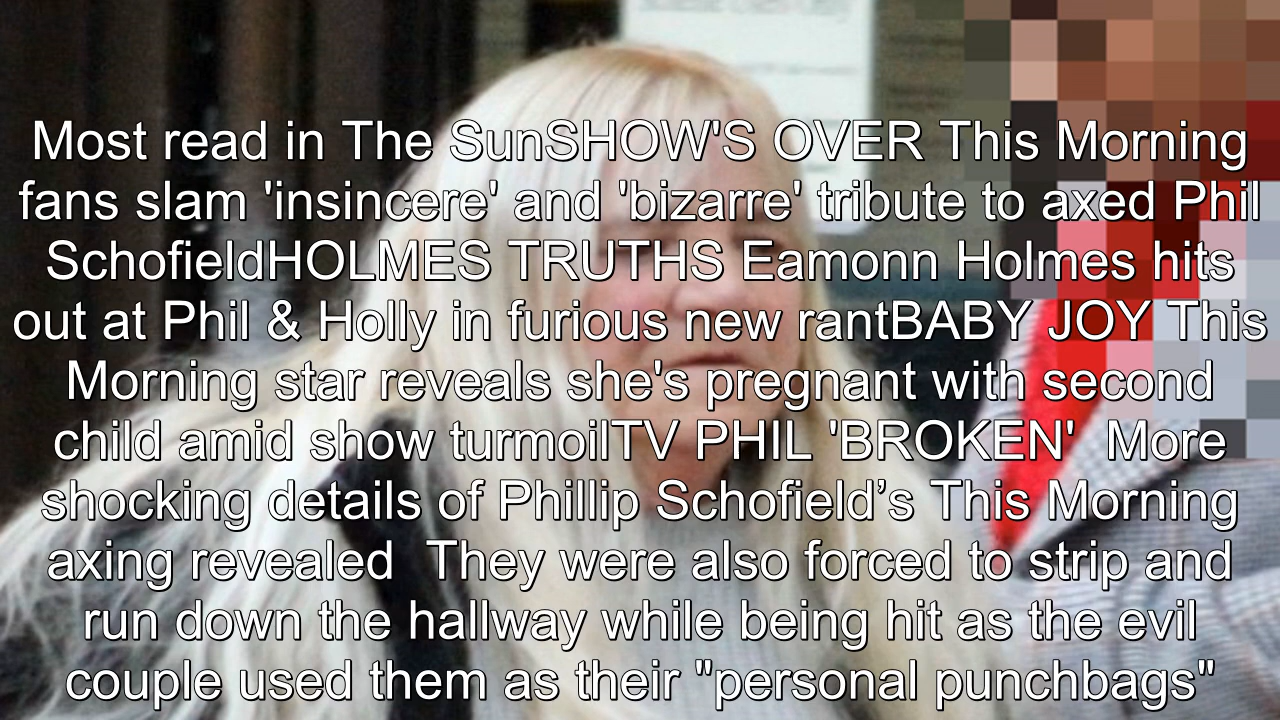 Most read in The SunSHOW'S OVER This Morning
fans slam 'insincere' and 'bizarre' tribute to axed Phil
SchofieldHOLMES TRUTHS Eamonn Holmes hits
out at Phil & Holly in furious new rantBABY JOY This
Morning star reveals she's pregnant with second
child amid show turmoilTV PHIL 'BROKEN'  More
shocking details of Phillip Schofield’s This Morning
axing revealed  They were also forced to strip and
run down the hallway while being hit as the evil
couple used them as their "personal punchbags"